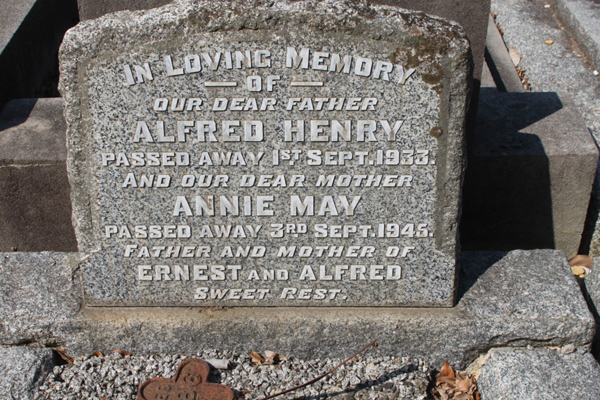 IN LOVING MEMORY
OF
OUR DEAR FATHER
ALFRED HENRY
PASSED AWAY 1ST SEPT. 1933.
AND OUR DEAR MOTHER
ANNIE MAY
PASSED AWAY 3RD SEPT. 1945.
FATHER AND MOTHER OF
ERNEST AND ALFRED
SWEET REST.